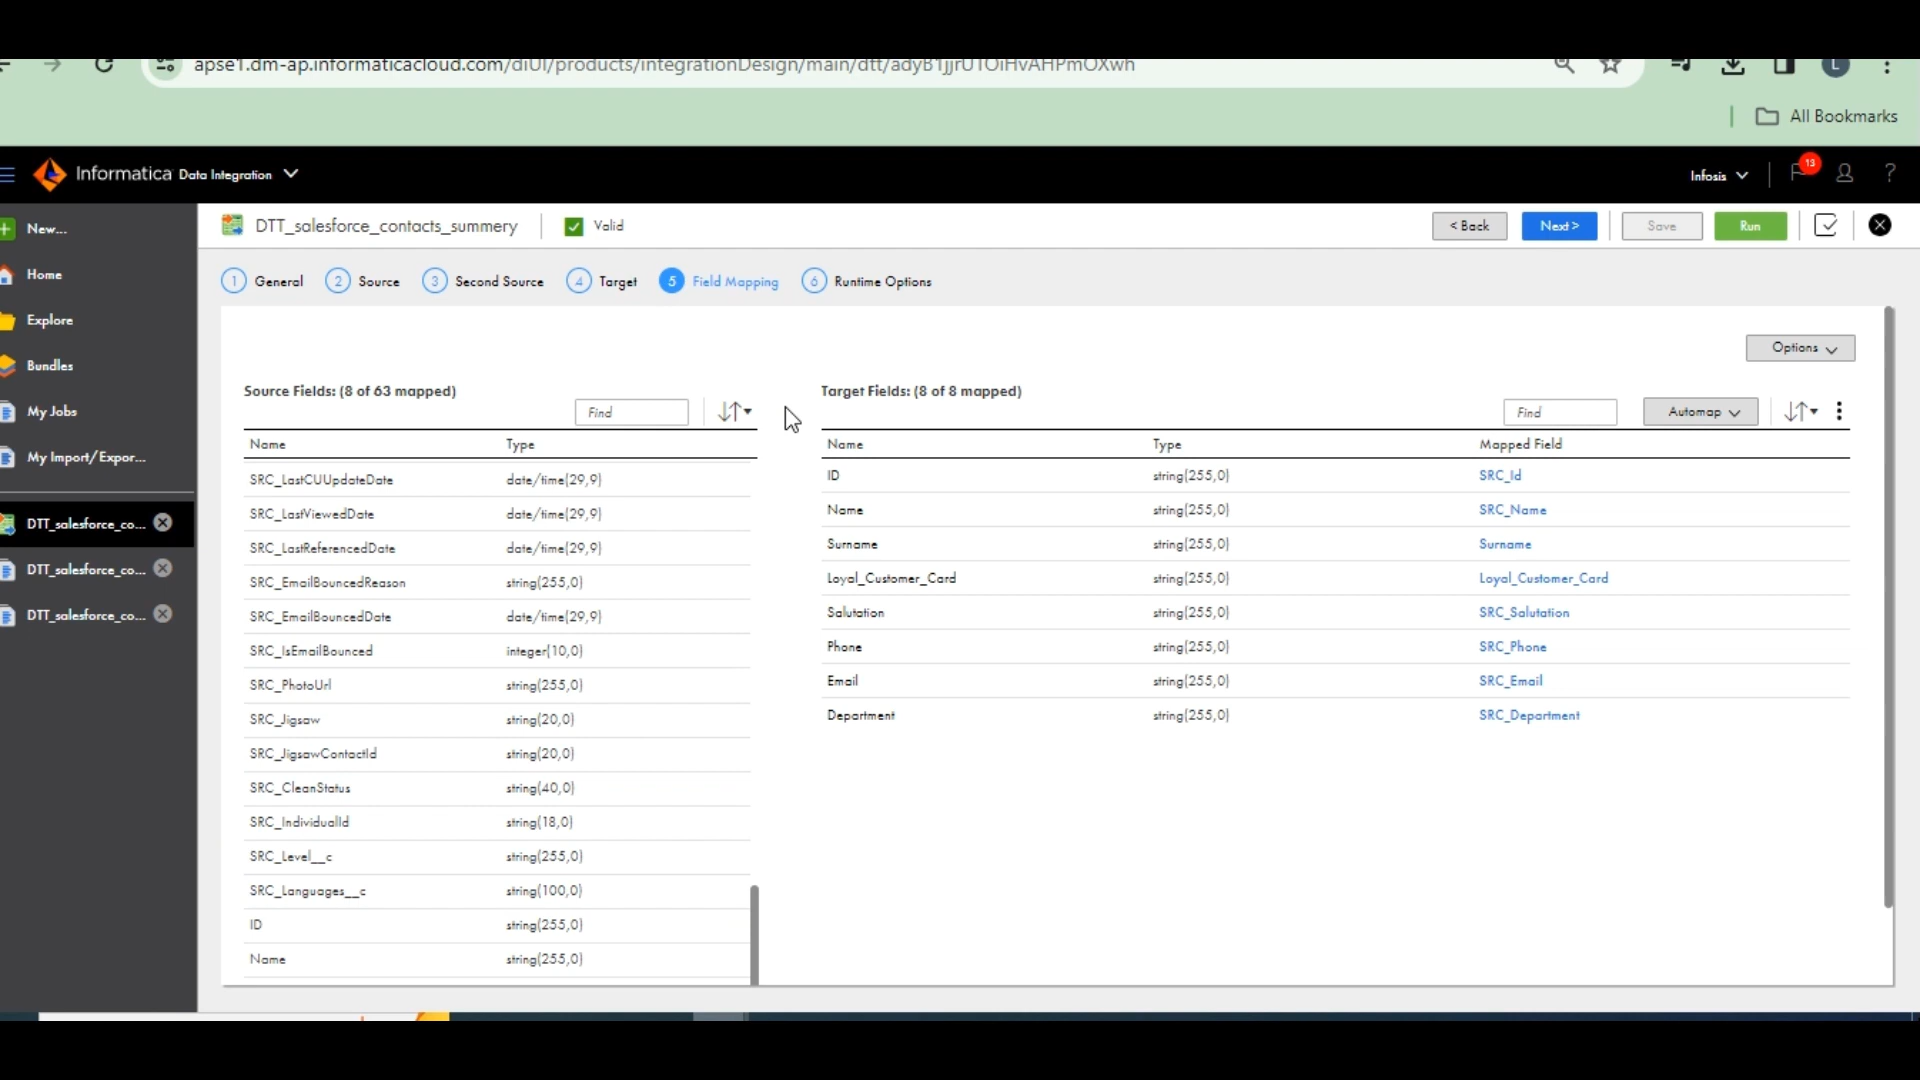 apse1.dm-ap.informaticacloud.com/diUI/products/integrationDesign/main/dtt/adyB1jjrUTOiHvAHPmOXwh
L
All Bookmarks
Informatica Data Integration
Infosis
13
?
New...
DTT_salesforce_contacts_summery
Valid
< Back
Next >
Save
Run
Home
1 General
2 Source
3 Second Source
4 Target
5 Field Mapping
6 Runtime Options
Explore
Bundles
My Jobs
My Import/Expor...
DTT_salesforce_co...
DTT_salesforce_co...
DTT_salesforce_co...
Options
Source Fields: (8 of 63 mapped)
Find
Name Type
SRC_LastCUUpdateDate date/time(29,9)
SRC_LastViewedDate date/time(29,9)
SRC_LastReferencedDate date/time(29,9)
SRC_EmailBouncedReason string(255,0)
SRC_EmailBouncedDate date/time(29,9)
SRC_IsEmailBounced integer(10,0)
SRC_PhotoUrl string(255,0)
SRC_Jigsaw string(20,0)
SRC_JigsawContactId string(20,0)
SRC_CleanStatus string(40,0)
SRC_IndividualId string(18,0)
SRC_Level__c string(255,0)
SRC_Languages__c string(100,0)
ID string(255,0)
Name string(255,0)
Target Fields: (8 of 8 mapped)
Find
Automap
Name Type Mapped Field
ID string(255,0) SRC_Id
Name string(255,0) SRC_Name
Surname string(255,0) Surname
Loyal_Customer_Card string(255,0) Loyal_Customer_Card
Salutation string(255,0) SRC_Salutation
Phone string(255,0) SRC_Phone
Email string(255,0) SRC_Email
Department string(255,0) SRC_Department